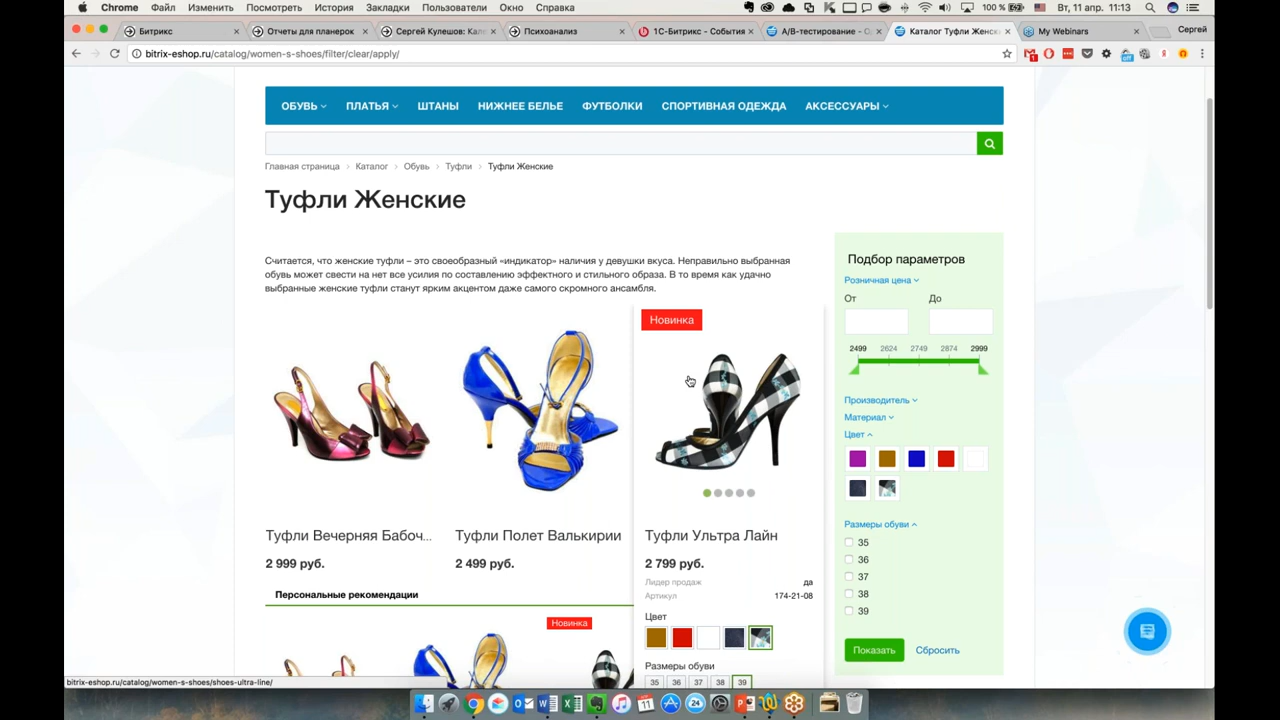 Chrome Файл Изменить Посмотреть История Закладки Пользователи Окно Справка 100 % Вт, 11 апр. 11:13
Битрикс Отчеты для планерок Сергей Кулешов: Кал Психоанализ 1С-Битрикс - События A/B-тестирование - О Каталог Туфли Женск My Webinars Сергей
bitrix-eshop.ru/catalog/women-s-shoes/filter/clear/apply/
ОБУВЬ ПЛАТЬЯ ШТАНЫ НИЖНЕЕ БЕЛЬЕ ФУТБОЛКИ СПОРТИВНАЯ ОДЕЖДА АКСЕССУАРЫ
Главная страница Каталог Обувь Туфли Туфли Женские
Туфли Женские
Считается, что женские туфли – это своеобразный «индикатор» наличия у девушки вкуса. Неправильно выбранная
обувь может свести на нет все усилия по составлению эффектного и стильного образа. В то время как удачно
выбранные женские туфли станут ярким акцентом даже самого скромного ансамбля.
Новинка
Туфли Вечерняя Бабоч... Туфли Полет Валькирии Туфли Ультра Лайн
2 999 руб. 2 499 руб. 2 799 руб.
Лидер продаж да
Артикул 174-21-08
Персональные рекомендации
Новинка
Цвет
Размеры обуви
35 36 37 38 39
Подбор параметров
Розничная цена
От До
2499 2624 2749 2874 2999
Производитель
Материал
Цвет
Размеры обуви
35
36
37
38
39
Показать Сбросить
bitrix-eshop.ru/catalog/women-s-shoes/shoes-ultra-line/